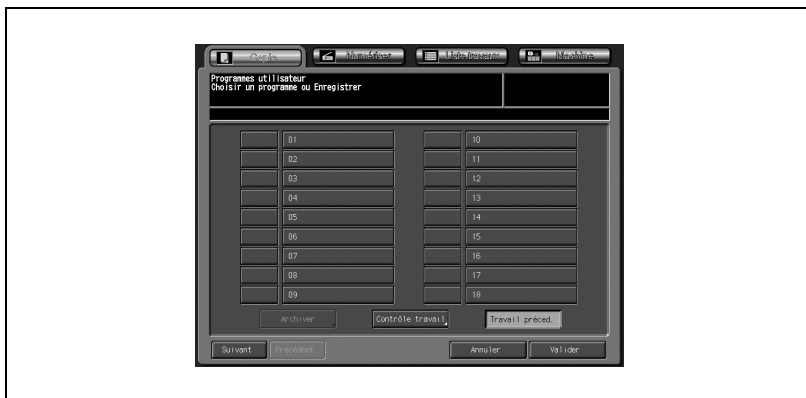 Copie Numériser Liste travaux Machine
Programmes utilisateur
Choisir un programme ou Enregistrer
01 10
02 11
03 12
04 13
05 14
06 15
07 16
08 17
09 18
Archiver Contrôle travail Travail précéd.
Suivant Précédent Annuler Valider